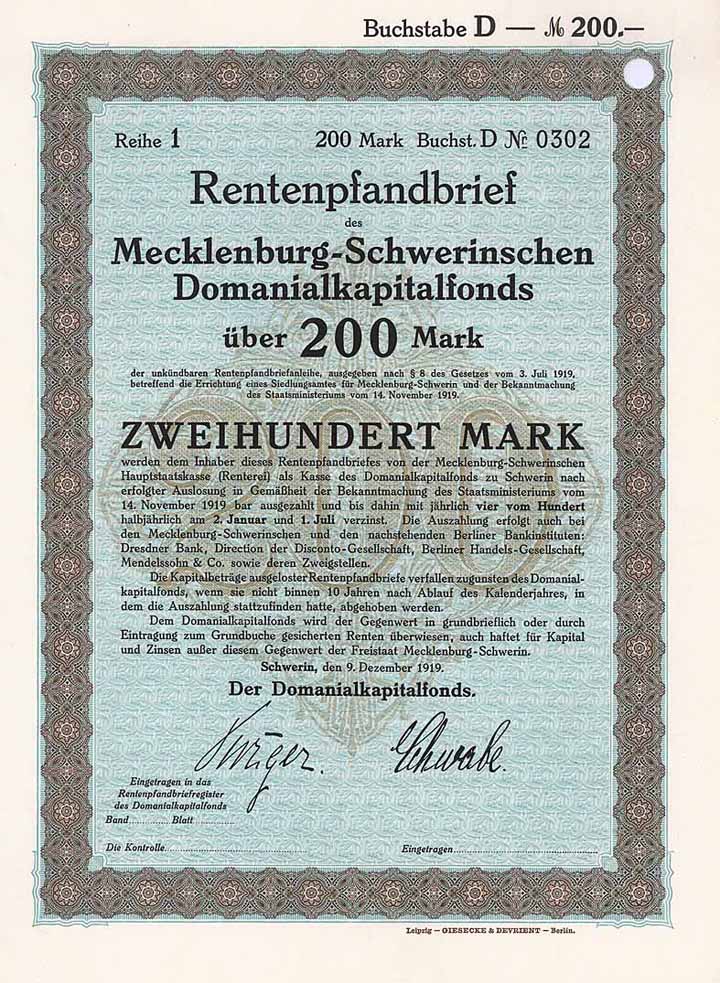 Buchstabe D — ℳ 200.—
Reihe 1 200 Mark Buchst. D Nr. 0302
Rentenpfandbrief
des
Mecklenburg-Schwerinschen
Domanialkapitalfonds
über 200 Mark
der unkündbaren Rentenpfandbriefanleihe, ausgegeben nach § 8 des Gesetzes vom 3. Juli 1919,
betreffend die Errichtung eines Siedlungsamtes für Mecklenburg-Schwerin und der Bekanntmachung
des Staatsministeriums vom 14. November 1919.
200
ZWEIHUNDERT MARK
werden dem Inhaber dieses Rentenpfandbriefes von der Mecklenburg-Schwerinschen
Hauptstaatskasse (Renterei) als Kasse des Domanialkapitalfonds zu Schwerin nach
erfolgter Auslosung in Gemäßheit der Bekanntmachung des Staatsministeriums vom
14. November 1919 bar ausgezahlt und bis dahin mit jährlich vier vom Hundert
halbjährlich am 2. Januar und 1. Juli verzinst. Die Auszahlung erfolgt auch bei
den Mecklenburg-Schwerinschen und den nachstehenden Berliner Bankinstituten:
Dresdner Bank, Direction der Disconto-Gesellschaft, Berliner Handels-Gesellschaft,
Mendelssohn & Co. sowie deren Zweigstellen.
Die Kapitalbeträge ausgeloster Rentenpfandbriefe verfallen zugunsten des Domanial-
kapitalfonds, wenn sie nicht binnen 10 Jahren nach Ablauf des Kalenderjahres, in
dem die Auszahlung stattzufinden hatte, abgehoben werden.
Dem Domanialkapitalfonds wird der Gegenwert in grundbrieflich oder durch
Eintragung zum Grundbuche gesicherten Renten überwiesen, auch haftet für Kapital
und Zinsen außer diesem Gegenwert der Freistaat Mecklenburg-Schwerin.
Schwerin, den 9. Dezember 1919.
Der Domanialkapitalfonds.
Krüger. Schwabe.
Eingetragen in das
Rentenpfandbriefregister
des Domanialkapitalfonds
Band............ Blatt............
Die Kontrolle.................... Eingetragen....................
Leipzig — GIESECKE & DEVRIENT — Berlin.